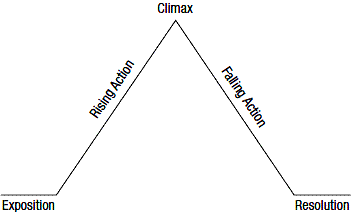 Climax
Rising Action
Falling Action
Exposition
Resolution